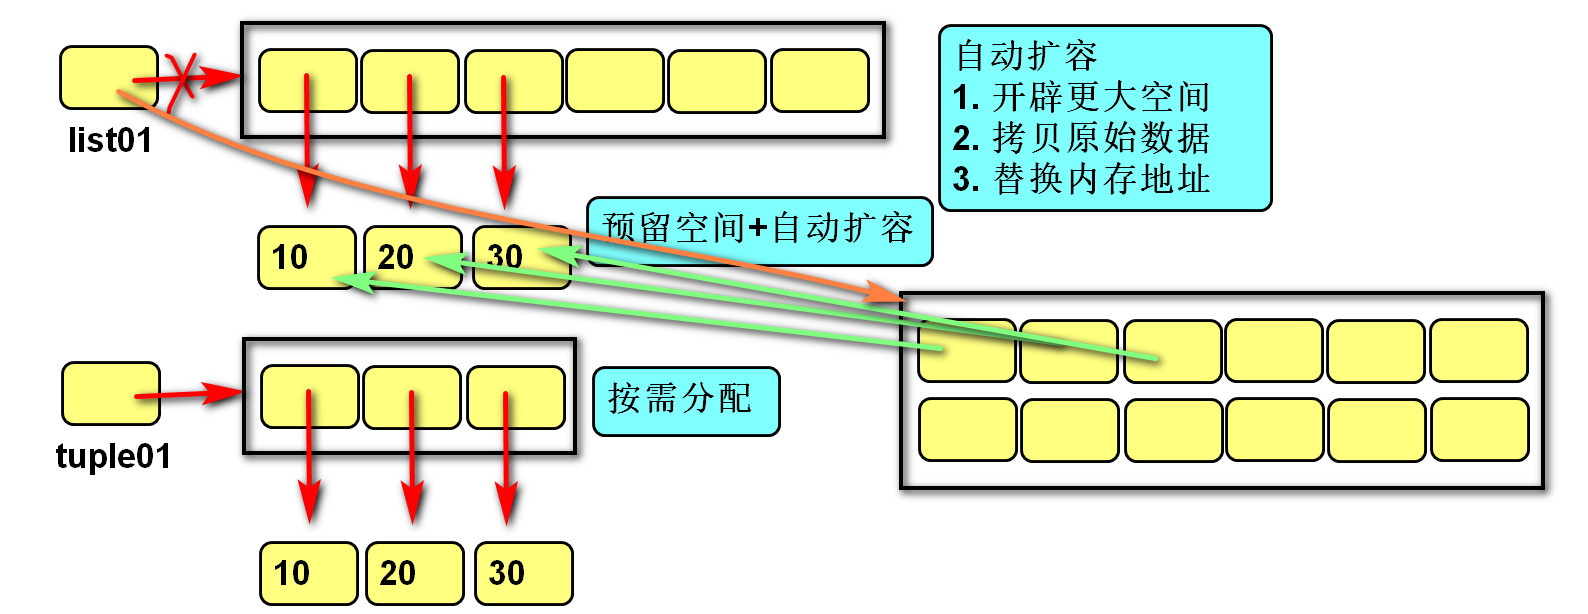 list01
自动扩容
1. 开辟更大空间
2. 拷贝原始数据
3. 替换内存地址
预留空间+自动扩容
10 20 30
tuple01
按需分配
10 20 30